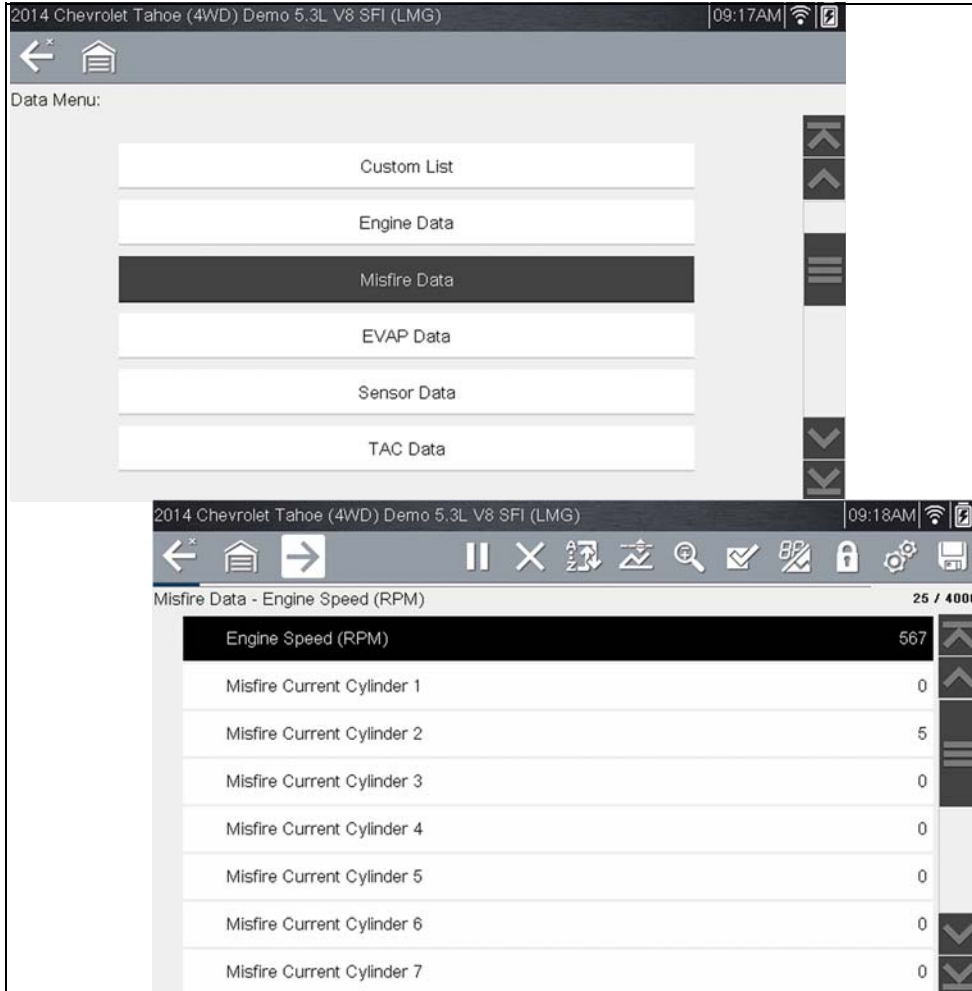 2014 Chevrolet Tahoe (4WD) Demo 5.3L V8 SFI (LMG) 09:17AM
Data Menu:
Custom List
Engine Data
Misfire Data
EVAP Data
Sensor Data
TAC Data
2014 Chevrolet Tahoe (4WD) Demo 5.3L V8 SFI (LMG) 09:18AM
Misfire Data - Engine Speed (RPM) 25 / 4000
Engine Speed (RPM) 567
Misfire Current Cylinder 1 0
Misfire Current Cylinder 2 5
Misfire Current Cylinder 3 0
Misfire Current Cylinder 4 0
Misfire Current Cylinder 5 0
Misfire Current Cylinder 6 0
Misfire Current Cylinder 7 0